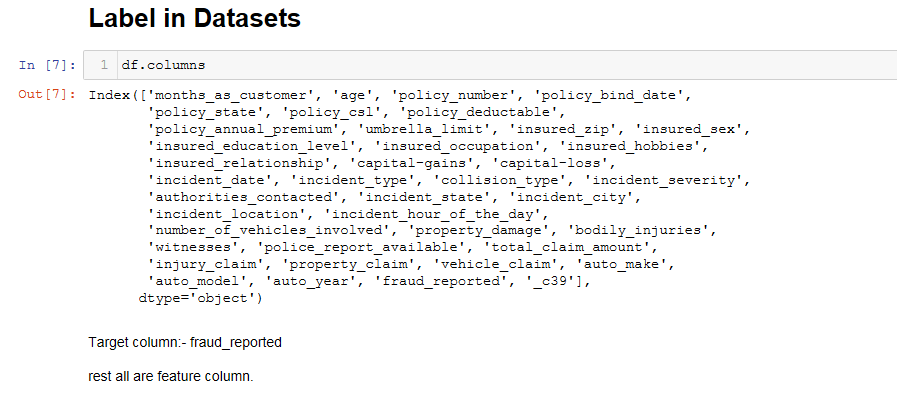 Label in Datasets
In [7]: 1 df.columns
Out[7]: Index(['months_as_customer', 'age', 'policy_number', 'policy_bind_date',
'policy_state', 'policy_csl', 'policy_deductable',
'policy_annual_premium', 'umbrella_limit', 'insured_zip', 'insured_sex',
'insured_education_level', 'insured_occupation', 'insured_hobbies',
'insured_relationship', 'capital-gains', 'capital-loss',
'incident_date', 'incident_type', 'collision_type', 'incident_severity',
'authorities_contacted', 'incident_state', 'incident_city',
'incident_location', 'incident_hour_of_the_day',
'number_of_vehicles_involved', 'property_damage', 'bodily_injuries',
'witnesses', 'police_report_available', 'total_claim_amount',
'injury_claim', 'property_claim', 'vehicle_claim', 'auto_make',
'auto_model', 'auto_year', 'fraud_reported', '_c39'],
dtype='object')
Target column:- fraud_reported
rest all are feature column.